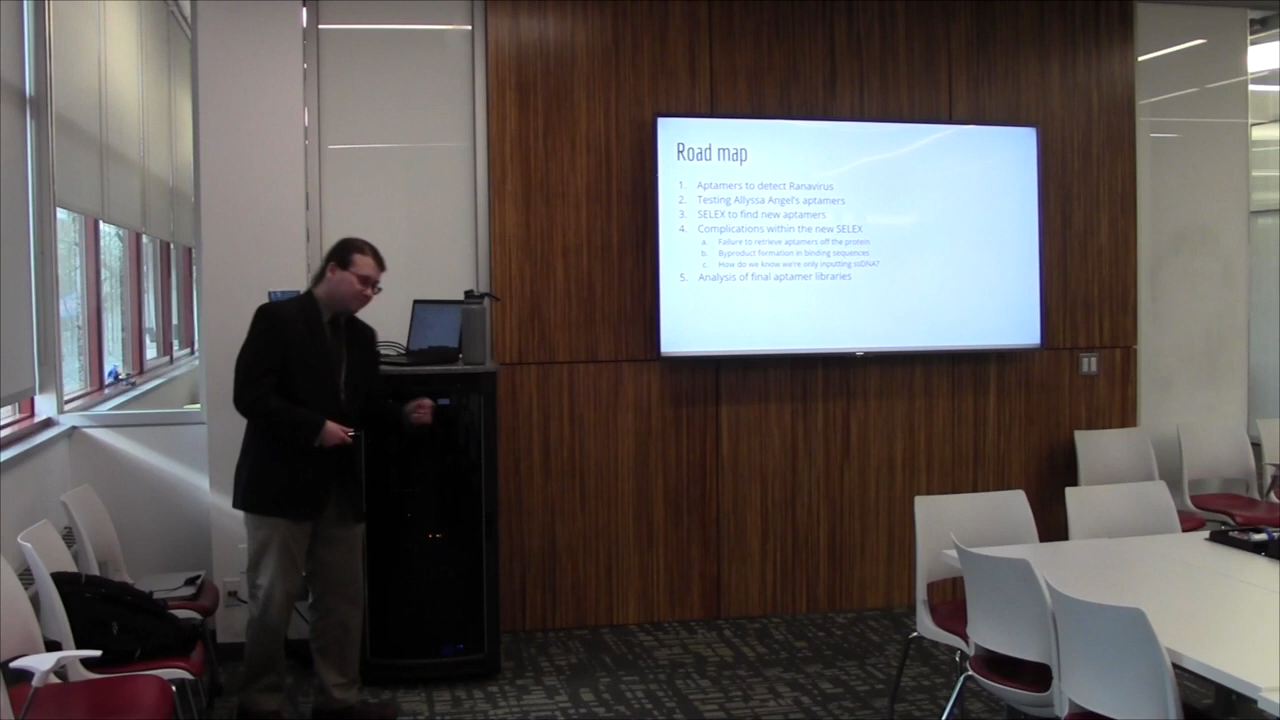 Road map
1. Aptamers to detect Ranavirus
2. Testing Allyssa Angel's aptamers
3. SELEX to find new aptamers
4. Complications within the new SELEX
a. Failure to retrieve aptamers off the protein
b. Byproduct formation in binding sequences
c. How do we know we're only inputting ssDNA?
5. Analysis of final aptamer libraries